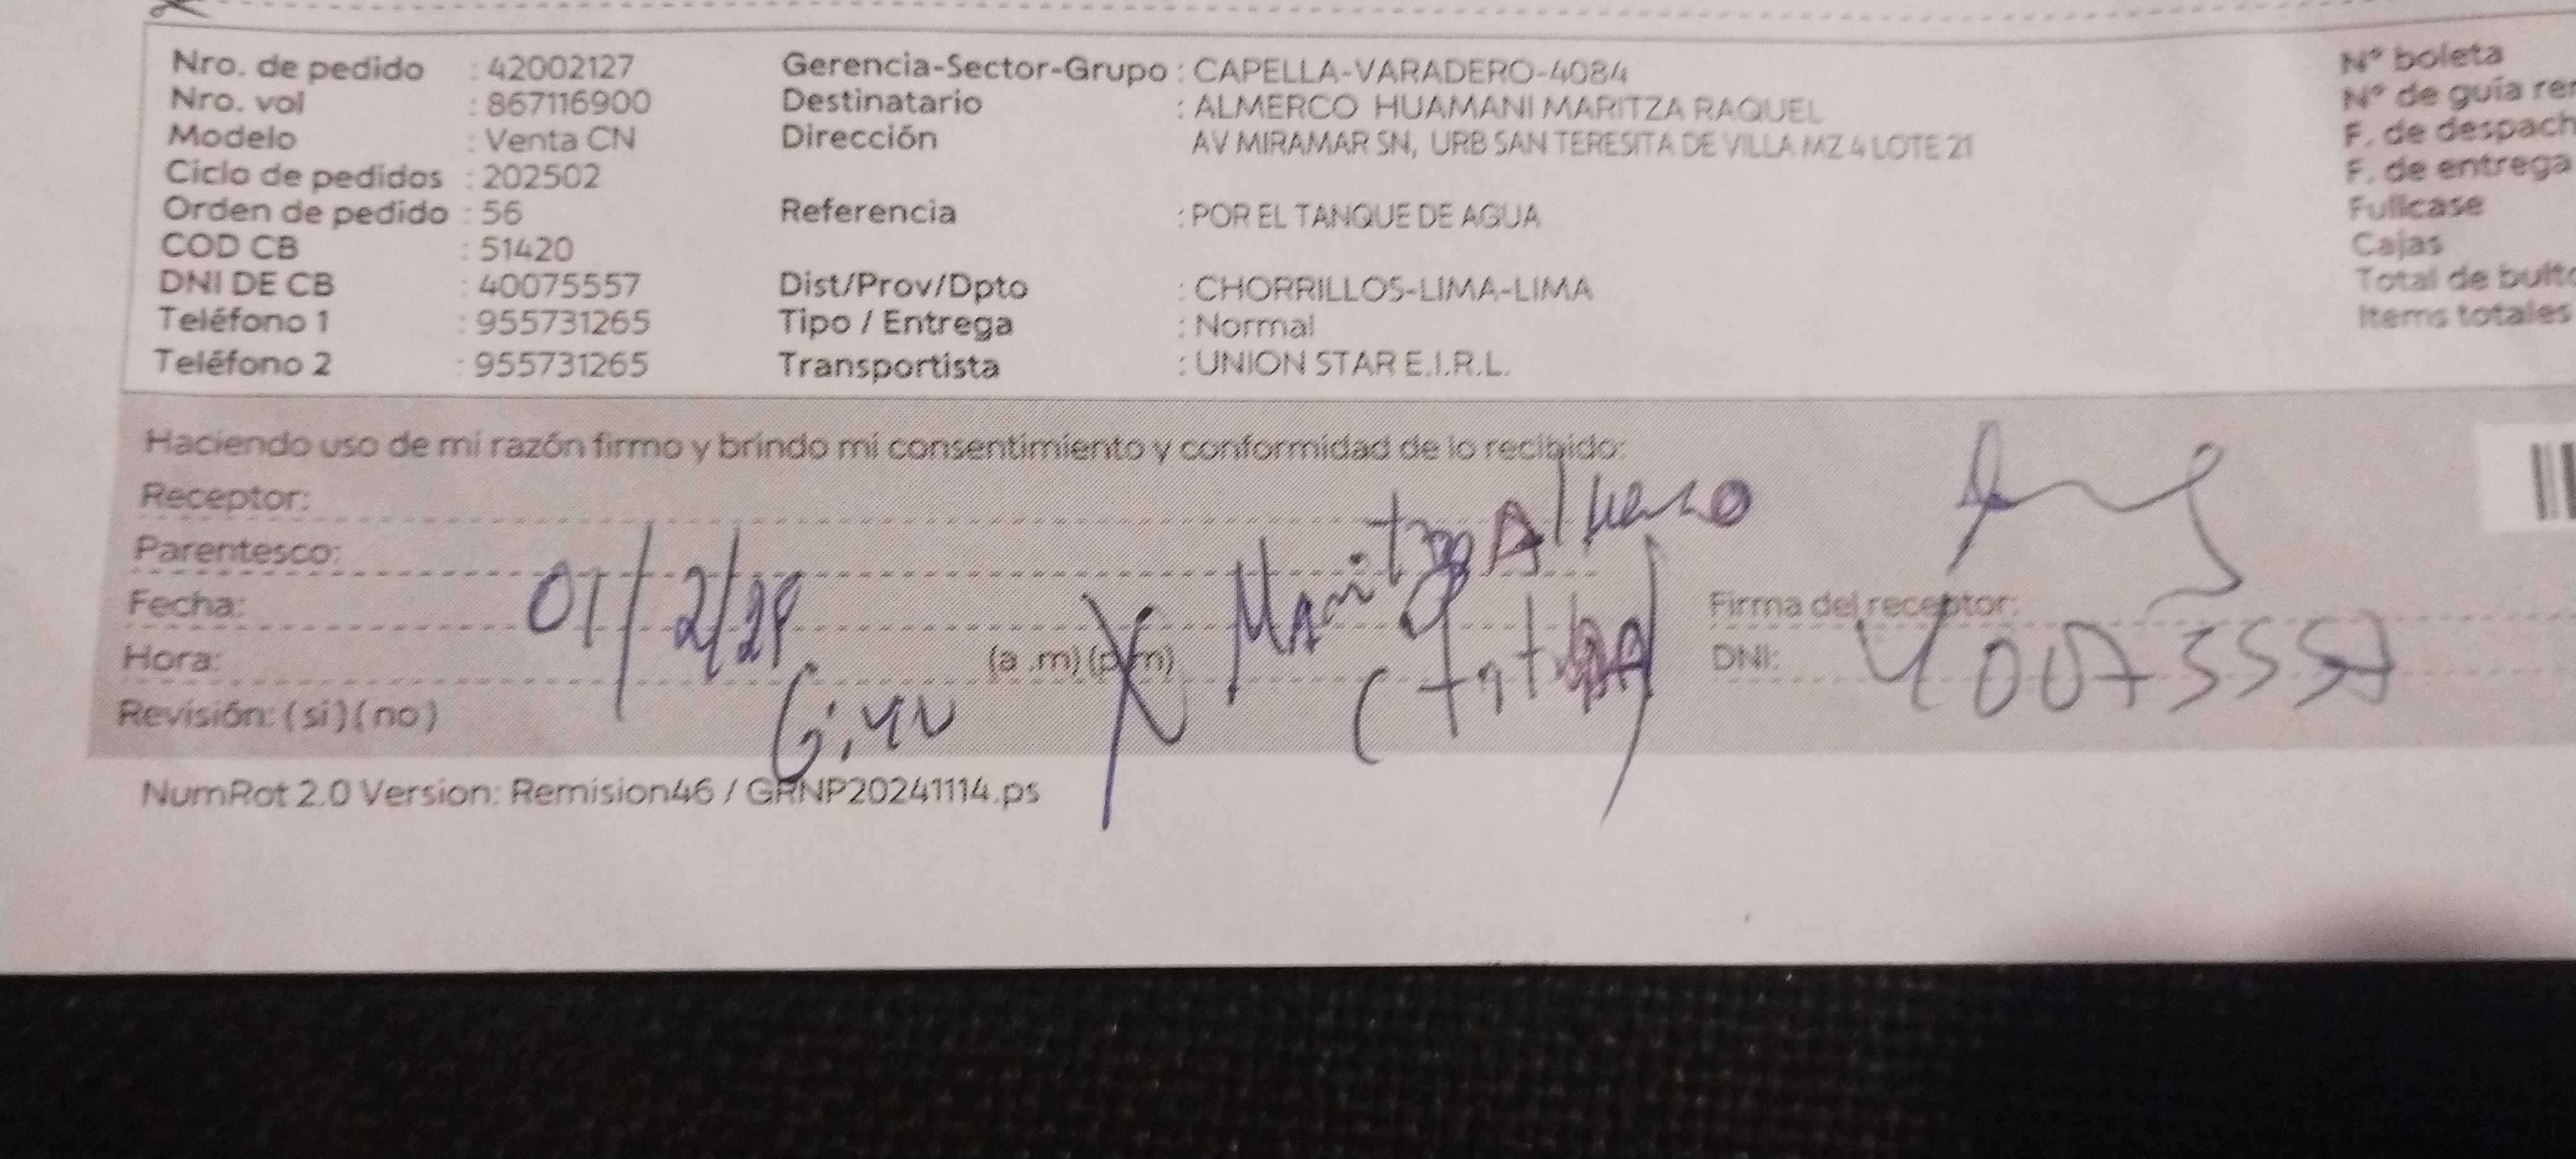 Nro. de pedido : 42002127 Gerencia-Sector-Grupo : CAPELLA-VARADERO-4084 N° boleta
Nro. vol : 867116900 Destinatario : ALMERCO HUAMANI MARITZA RAQUEL N° de guía
Modelo : Venta CN Dirección AV MIRAMAR SN, URB SAN TERESITA DE VILLA MZ 4 LOTE 21 F. de despach
Ciclo de pedidos : 202502 F. de entrega
Orden de pedido : 56 Referencia : POR EL TANQUE DE AGUA Fullcase
COD CB : 51420 Cajas
DNI DE CB : 40075557 Dist/Prov/Dpto : CHORRILLOS-LIMA-LIMA Total de bulto
Teléfono 1 : 955731265 Tipo / Entrega : Normal Items totales
Teléfono 2 : 955731265 Transportista : UNION STAR E.I.R.L.
Haciendo uso de mi razón firmo y brindo mi consentimiento y conformidad de lo recibido:
Receptor: Maritza
Parentesco:
Fecha: 01/2/ Firma del receptor:
Hora: (a .m) (p.m) DNI:
Revisión: (si) (no)
NumRot 2.0 Version: Remision46 / GRNP20241114.ps